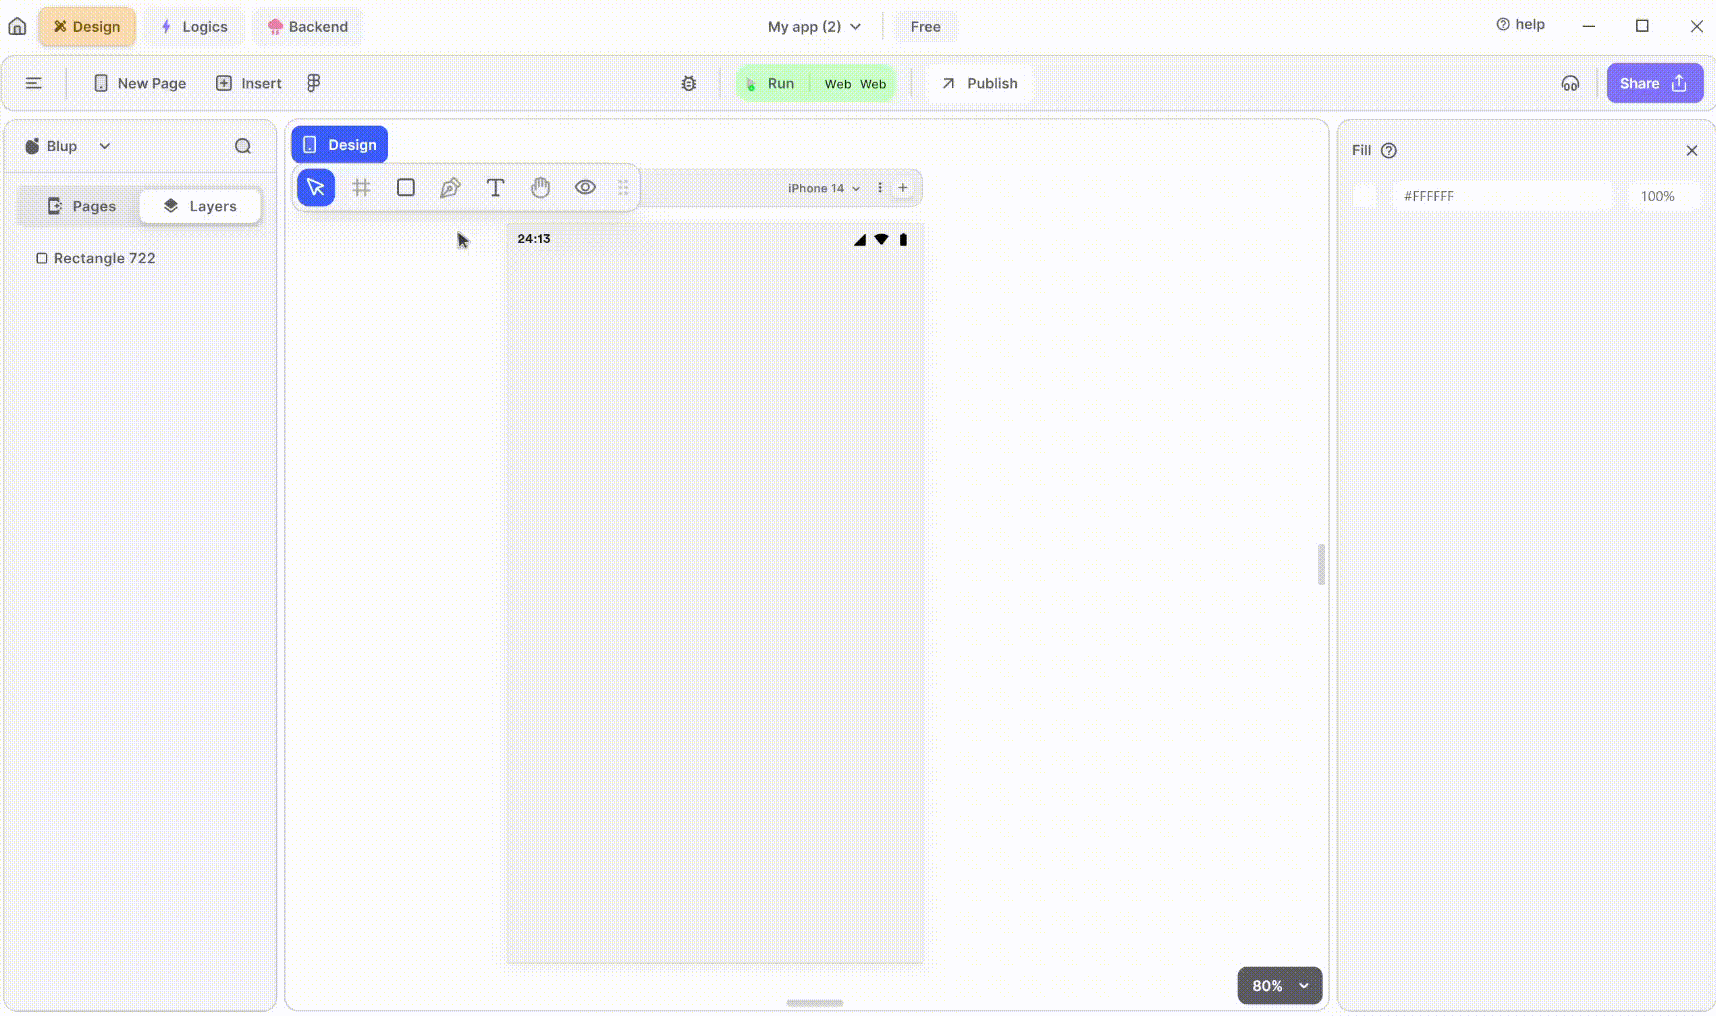 Design Logics Backend My app (2) Free help
New Page Insert Run Web Web Publish Share
Blup
Pages Layers
Rectangle 722
Design
iPhone 14
24:13
80%
Fill
#FFFFFF 100%